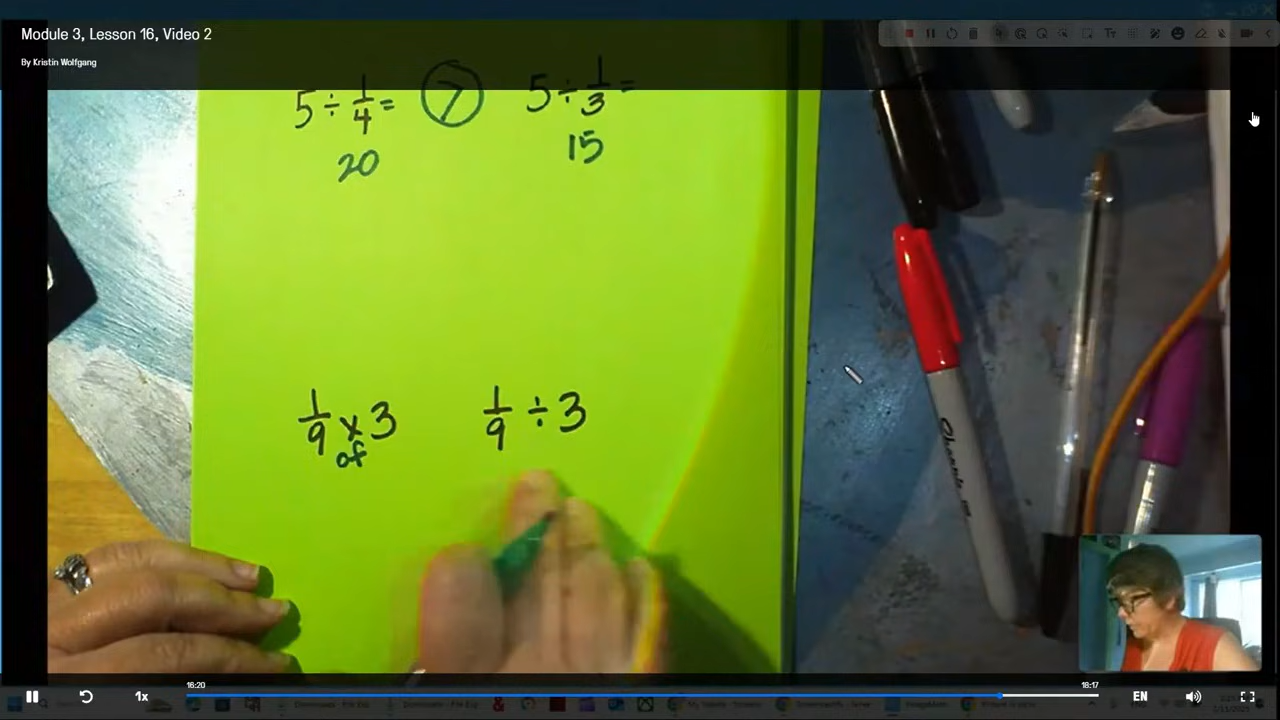 Module 3, Lesson 16, Video 2
By Kristin Wolfgang
5 ÷ 1/4 = 7 5 ÷ 1/3 =
20 15
1/9 x 3 1/9 ÷ 3
of
Sharpie
16:20 18:17
1x EN